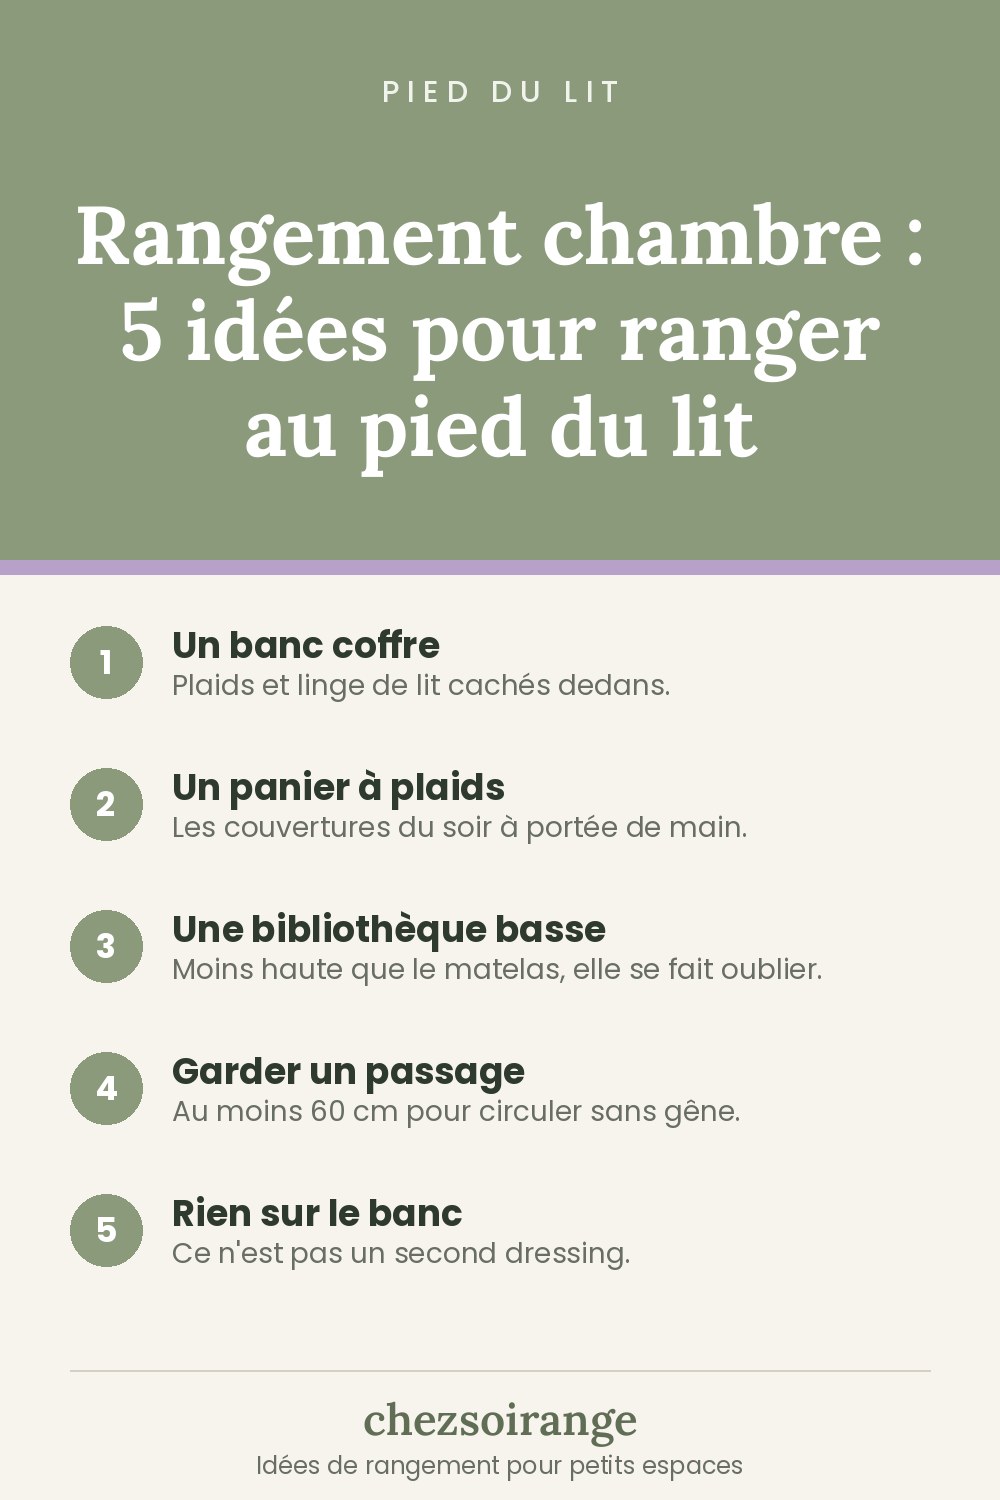 PIED DU LIT
Rangement chambre :
5 idées pour ranger
au pied du lit
1
Un banc coffre
Plaids et linge de lit cachés dedans.
2
Un panier à plaids
Les couvertures du soir à portée de main.
3
Une bibliothèque basse
Moins haute que le matelas, elle se fait oublier.
4
Garder un passage
Au moins 60 cm pour circuler sans gêne.
5
Rien sur le banc
Ce n'est pas un second dressing.
chezsoirange
Idées de rangement pour petits espaces